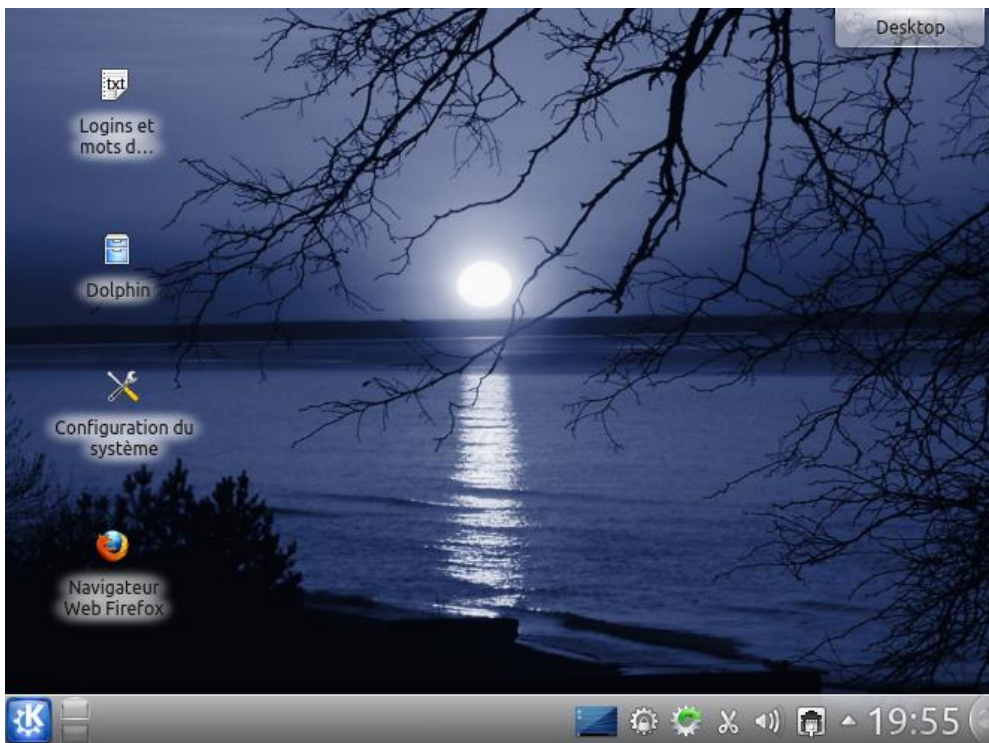 Desktop
txt
Logins et
mots d...
Dolphin
Configuration du
système
Navigateur
Web Firefox
K
19:55